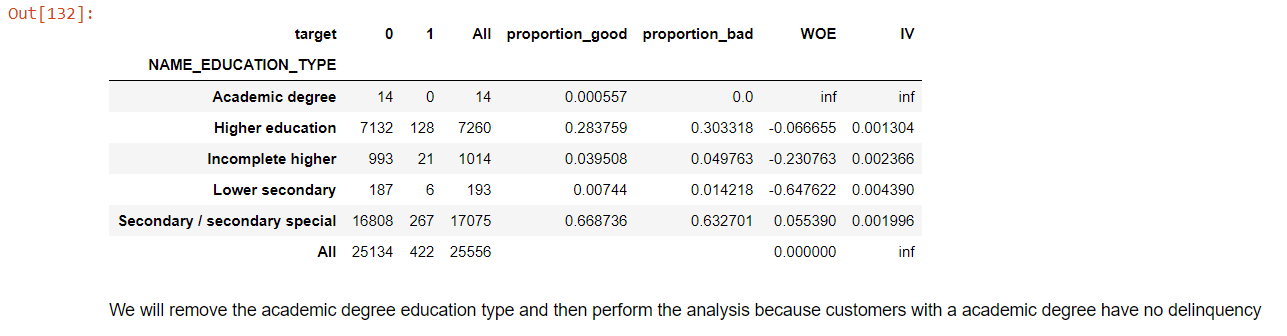 Out[132]:
target 0 1 All proportion_good proportion_bad WOE IV
NAME_EDUCATION_TYPE
Academic degree 14 0 14 0.000557 0.0 inf inf
Higher education 7132 128 7260 0.283759 0.303318 -0.066655 0.001304
Incomplete higher 993 21 1014 0.039508 0.049763 -0.230763 0.002366
Lower secondary 187 6 193 0.00744 0.014218 -0.647622 0.004390
Secondary / secondary special 16808 267 17075 0.668736 0.632701 0.055390 0.001996
All 25134 422 25556 0.000000 inf
We will remove the academic degree education type and then perform the analysis because customers with a academic degree have no delinquency